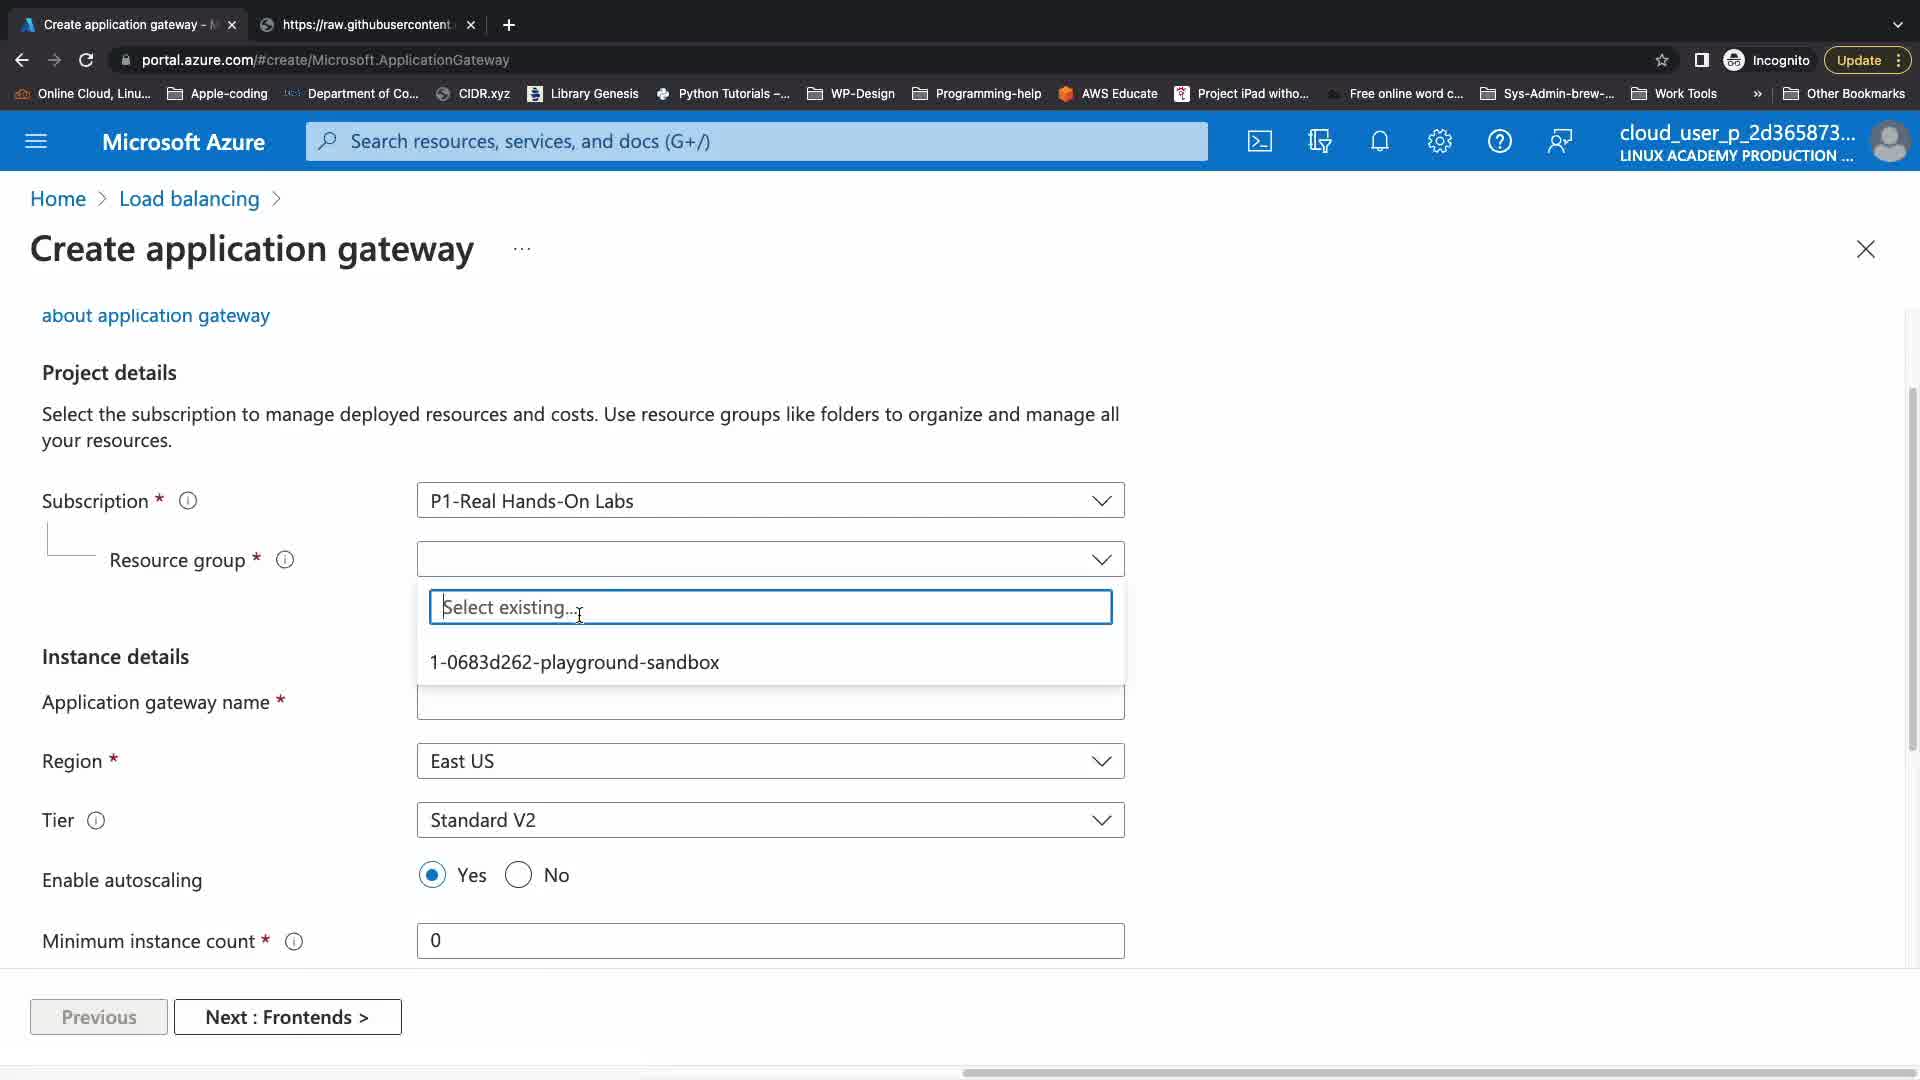 Create application gateway - M
https://raw.githubusercontent
portal.azure.com/#create/Microsoft.ApplicationGateway
Incognito
Update
Online Cloud, Linu...
Apple-coding
Department of Co...
CIDR.xyz
Library Genesis
Python Tutorials –...
WP-Design
Programming-help
AWS Educate
Project iPad witho...
Free online word c...
Sys-Admin-brew-...
Work Tools
»
Other Bookmarks
Microsoft Azure
Search resources, services, and docs (G+/)
cloud_user_p_2d365873...
LINUX ACADEMY PRODUCTION ...
Home > Load balancing >
Create application gateway ...
about application gateway
Project details
Select the subscription to manage deployed resources and costs. Use resource groups like folders to organize and manage all
your resources.
Subscription *
P1-Real Hands-On Labs
Resource group *
Select existing...
1-0683d262-playground-sandbox
Instance details
Application gateway name *
Region *
East US
Tier
Standard V2
Enable autoscaling
Yes
No
Minimum instance count *
0
Previous
Next : Frontends >